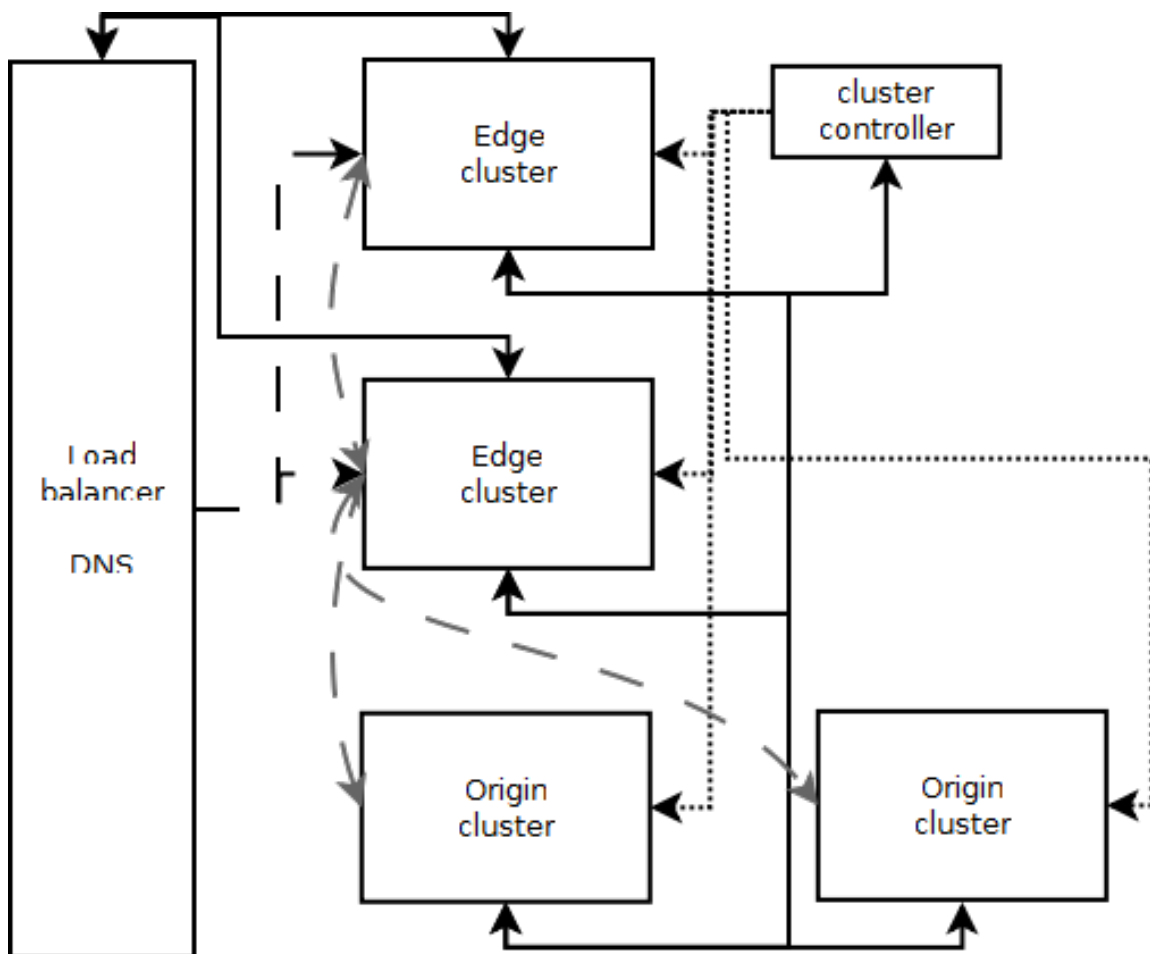 cluster
controller
Edge
cluster
Edge
cluster
Load
balancer
DNS
Origin
cluster
Origin
cluster